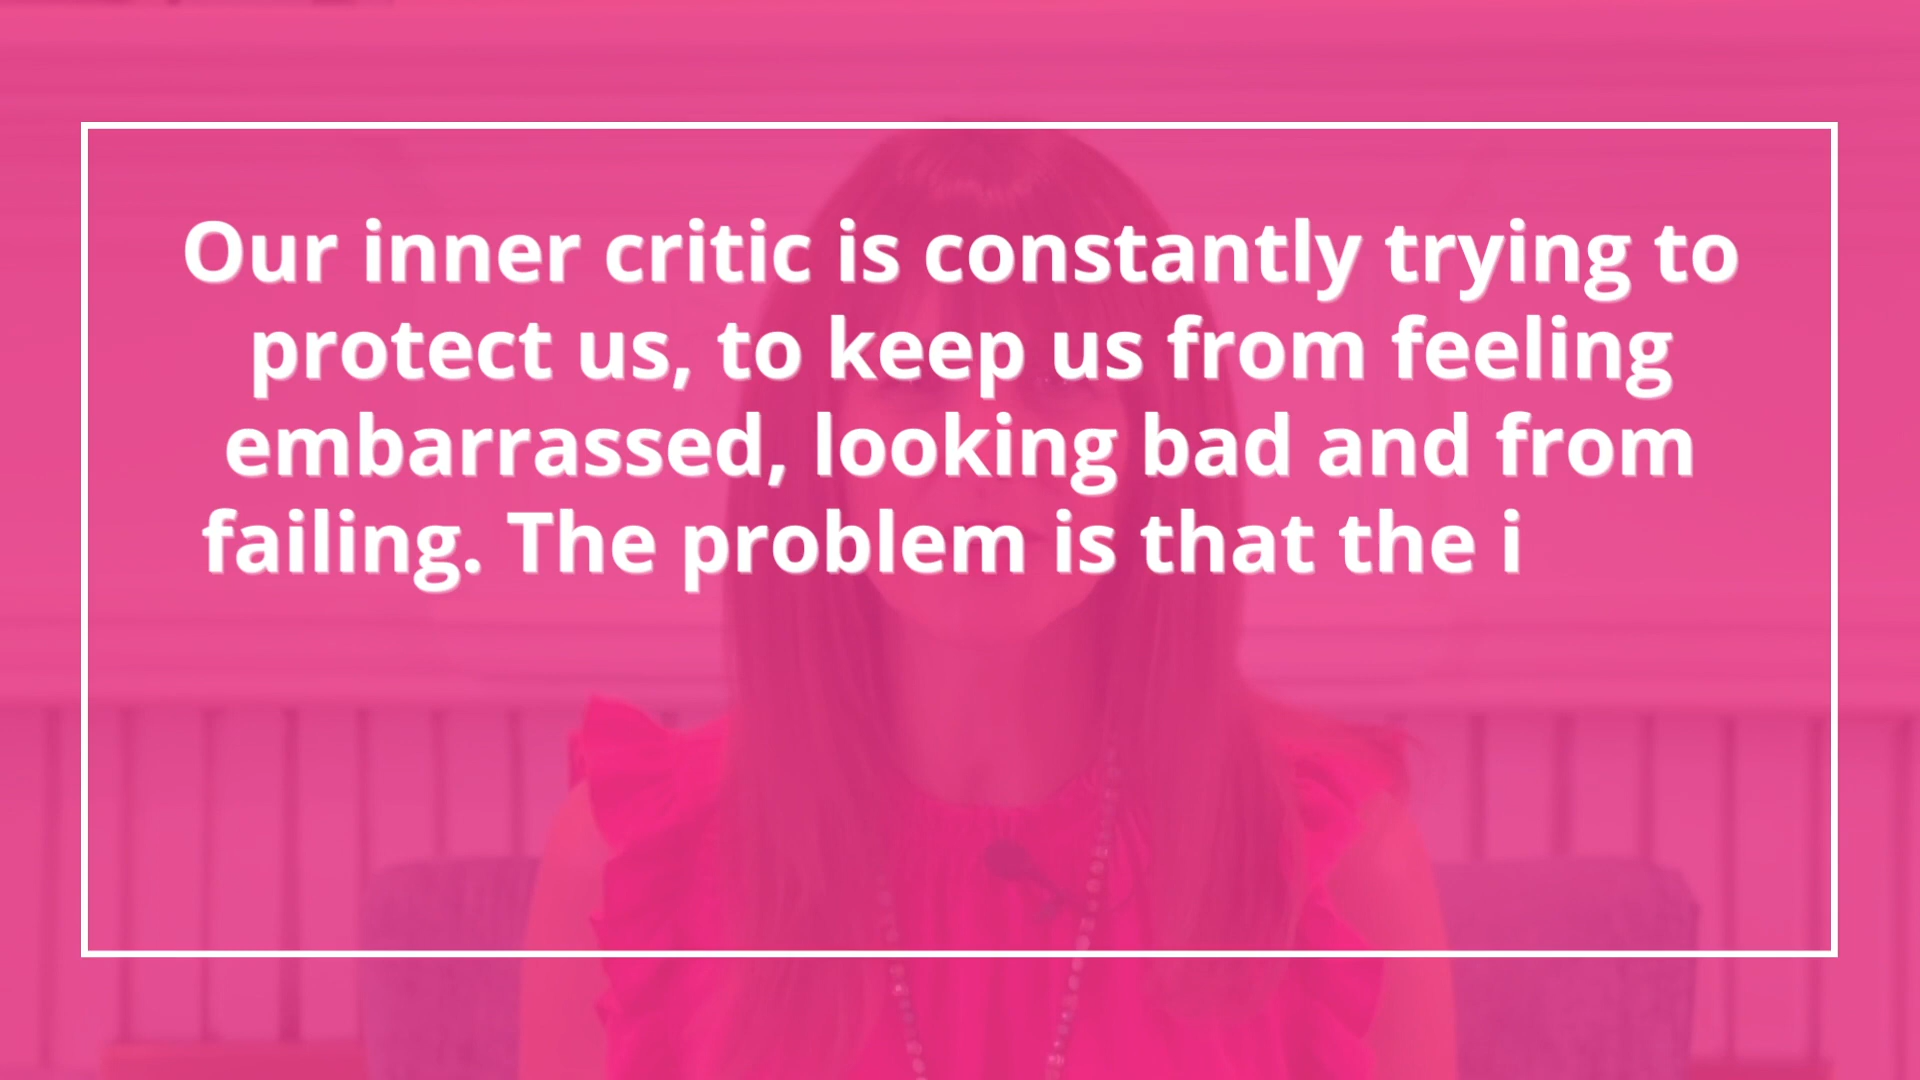 Our inner critic is constantly trying to
protect us, to keep us from feeling
embarrassed, looking bad and from
failing. The problem is that the i